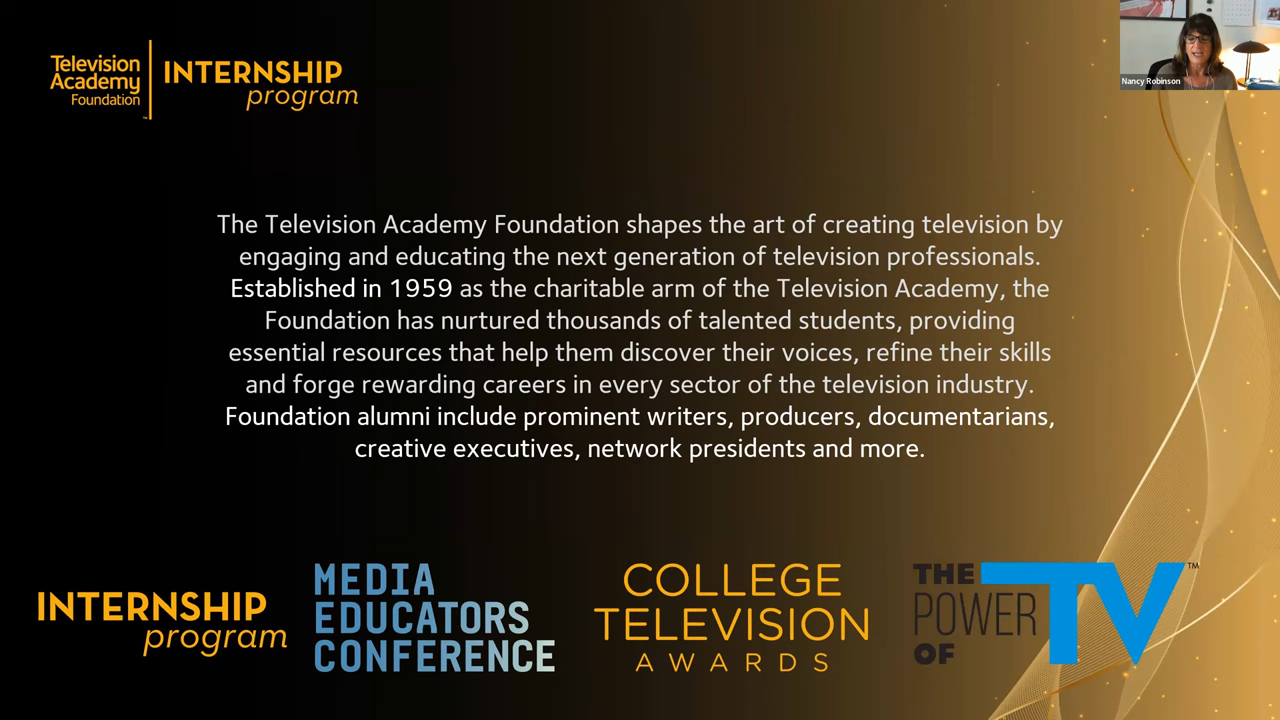 Television
Academy
Foundation
™
INTERNSHIP
program
Nancy Robinson
The Television Academy Foundation shapes the art of creating television by
engaging and educating the next generation of television professionals.
Established in 1959 as the charitable arm of the Television Academy, the
Foundation has nurtured thousands of talented students, providing
essential resources that help them discover their voices, refine their skills
and forge rewarding careers in every sector of the television industry.
Foundation alumni include prominent writers, producers, documentarians,
creative executives, network presidents and more.
INTERNSHIP
program
MEDIA
EDUCATORS
CONFERENCE
COLLEGE
TELEVISION
AWARDS
THE
POWER
OF
TV™